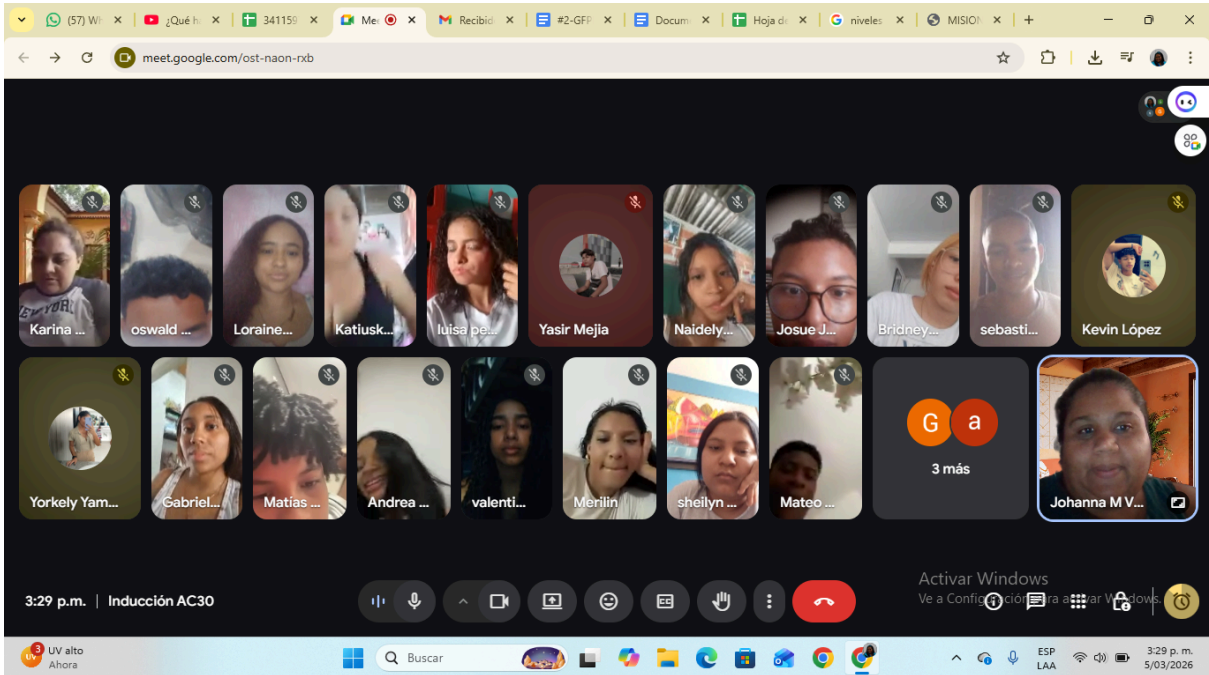 (57) Wh
¿Qué h
341159
Me
Recibid
#2-GFP
Docum
Hoja de
niveles
MISION
meet.google.com/ost-naon-rxb
Karina ...
oswald ...
Loraine...
Katiusk...
luisa pe...
Yasir Mejia
Naidely...
Josue J...
Bridney...
sebasti...
Kevin López
Yorkely Yam...
Gabriel...
Matías ...
Andrea ...
valenti...
Merilin
sheilyn ...
Mateo ...
G a
3 más
Johanna M V...
Activar Windows
Ve a Configuración para activar Windows.
3:29 p.m. | Inducción AC30
CC
3 UV alto
Ahora
Buscar
ESP
LAA
3:29 p. m.
5/03/2026